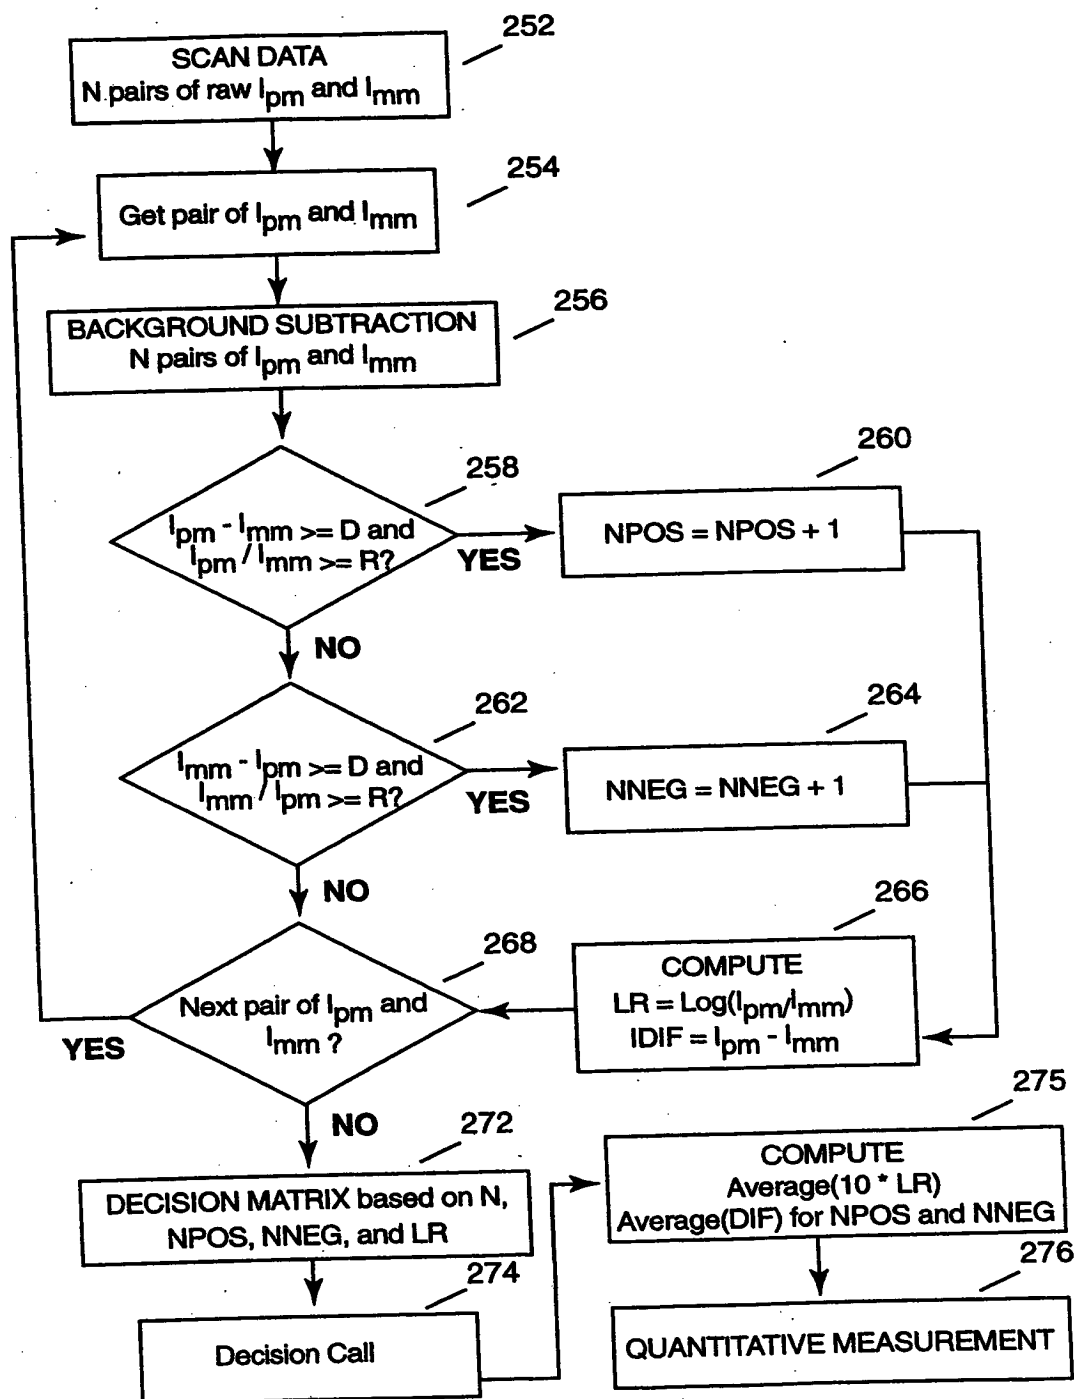 252
SCAN DATA
N pairs of raw Ipm and Imm
254
Get pair of Ipm and Imm
256
BACKGROUND SUBTRACTION
N pairs of Ipm and Imm
258
Ipm - Imm >= D and
Ipm / Imm >= R?
YES
260
NPOS = NPOS + 1
NO
262
Imm - Ipm >= D and
Imm / Ipm >= R?
YES
264
NNEG = NNEG + 1
NO
266
COMPUTE
LR = Log(Ipm/Imm)
IDIF = Ipm - Imm
268
Next pair of Ipm and
Imm ?
YES
NO
272
DECISION MATRIX based on N,
NPOS, NNEG, and LR
274
Decision Call
275
COMPUTE
Average(10 * LR)
Average(DIF) for NPOS and NNEG
276
QUANTITATIVE MEASUREMENT